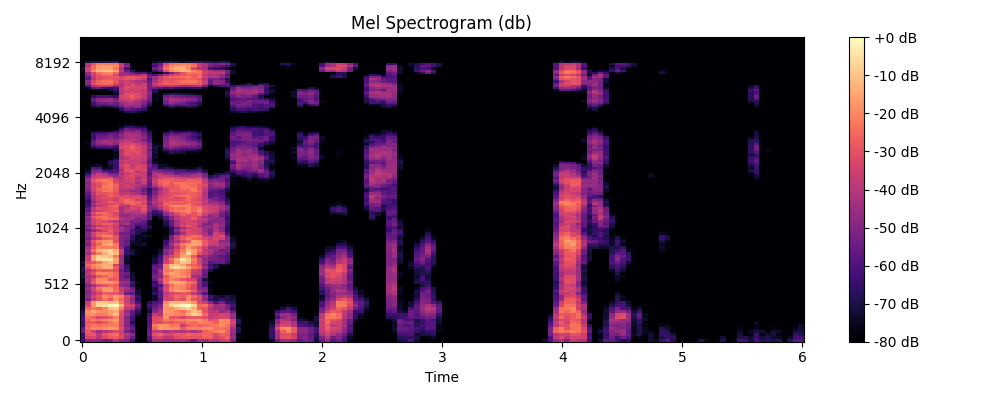 Mel Spectrogram (db)
8192
4096
2048
1024
512
0
Hz
0 1 2 3 4 5 6
Time
+0 dB
-10 dB
-20 dB
-30 dB
-40 dB
-50 dB
-60 dB
-70 dB
-80 dB